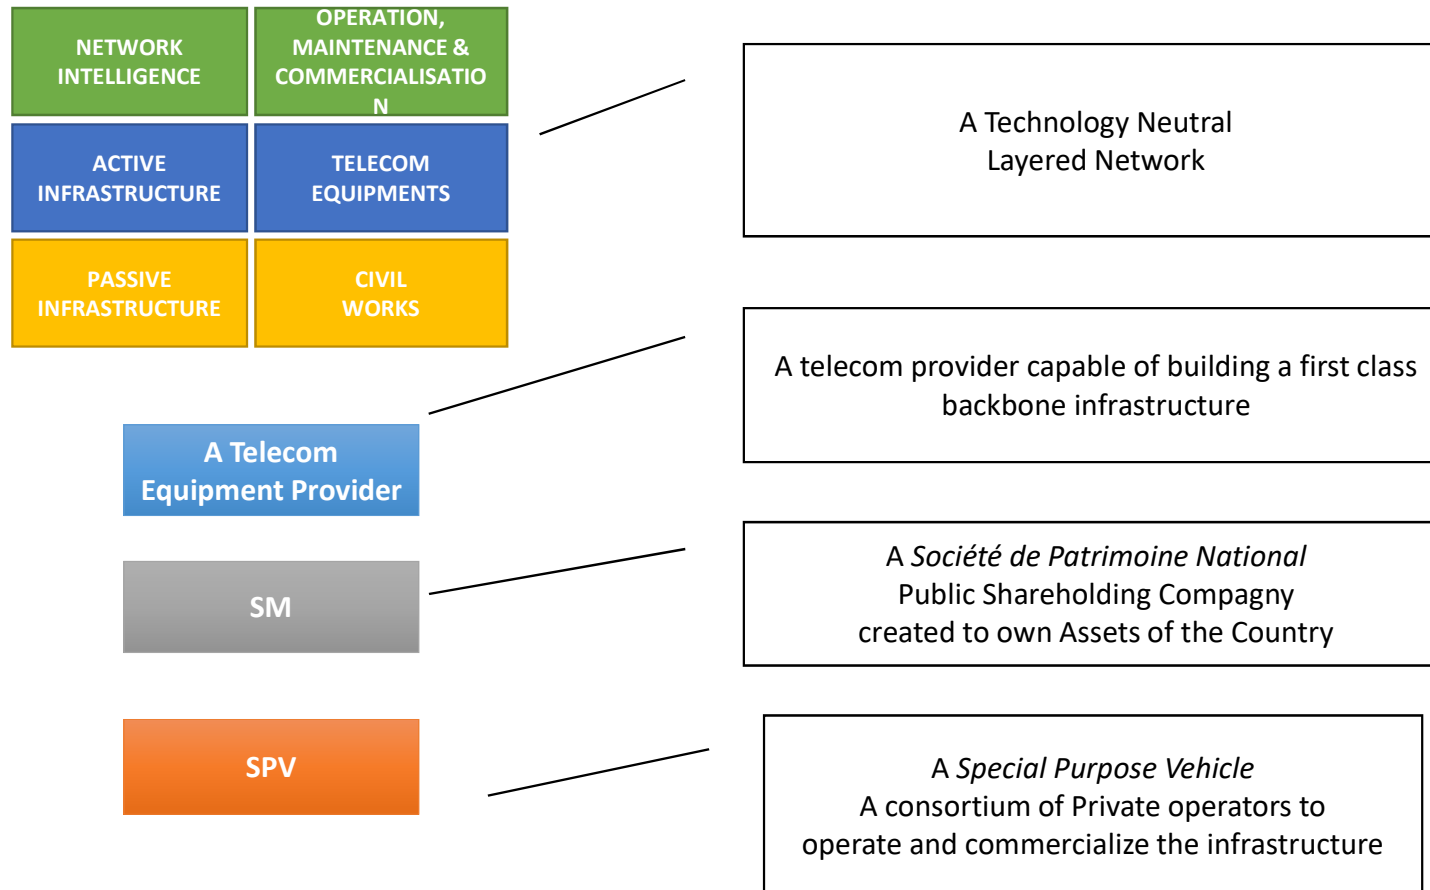 NETWORK
INTELLIGENCE
OPERATION,
MAINTENANCE &
COMMERCIALISATIO
N
ACTIVE
INFRASTRUCTURE
TELECOM
EQUIPMENTS
PASSIVE
INFRASTRUCTURE
CIVIL
WORKS
A Technology Neutral
Layered Network
A telecom provider capable of building a first class
backbone infrastructure
A Telecom
Equipment Provider
A Société de Patrimoine National
Public Shareholding Compagny
created to own Assets of the Country
SM
SPV
A Special Purpose Vehicle
A consortium of Private operators to
operate and commercialize the infrastructure